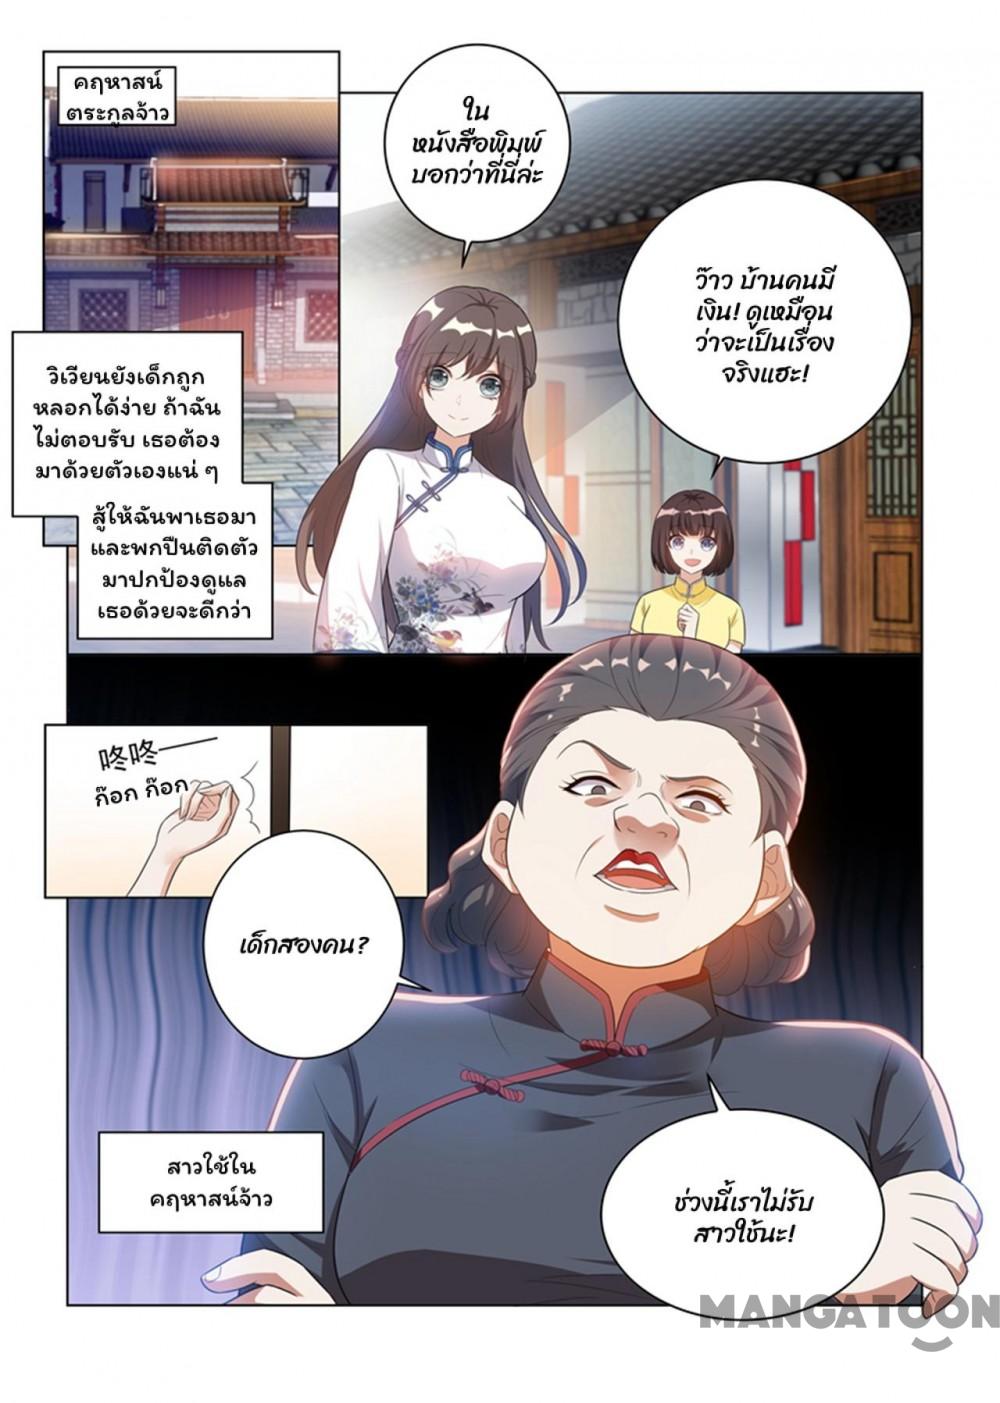 คฤหาสน์
ตระกูลจ้าว
ใน
หนังสือพิมพ์
บอกว่าที่นี่ล่ะ
ว๊าว บ้านคนมี
เงิน! ดูเหมือน
ว่าจะเป็นเรื่อง
จริงแฮะ!
วิเวียนยังเด็กถูก
หลอกได้ง่าย ถ้าฉัน
ไม่ตอบรับ เธอต้อง
มาด้วยตัวเองแน่ ๆ
สู้ให้ฉันพาเธอมา
และพกปืนติดตัว
มาปกป้องดูแล
เธอด้วยจะดีกว่า
咚咚——
ก๊อก ก๊อก
เด็กสองคน?
สาวใช้ใน
คฤหาสน์จ้าว
ช่วงนี้เราไม่รับ
สาวใช้นะ!
MANGATOON